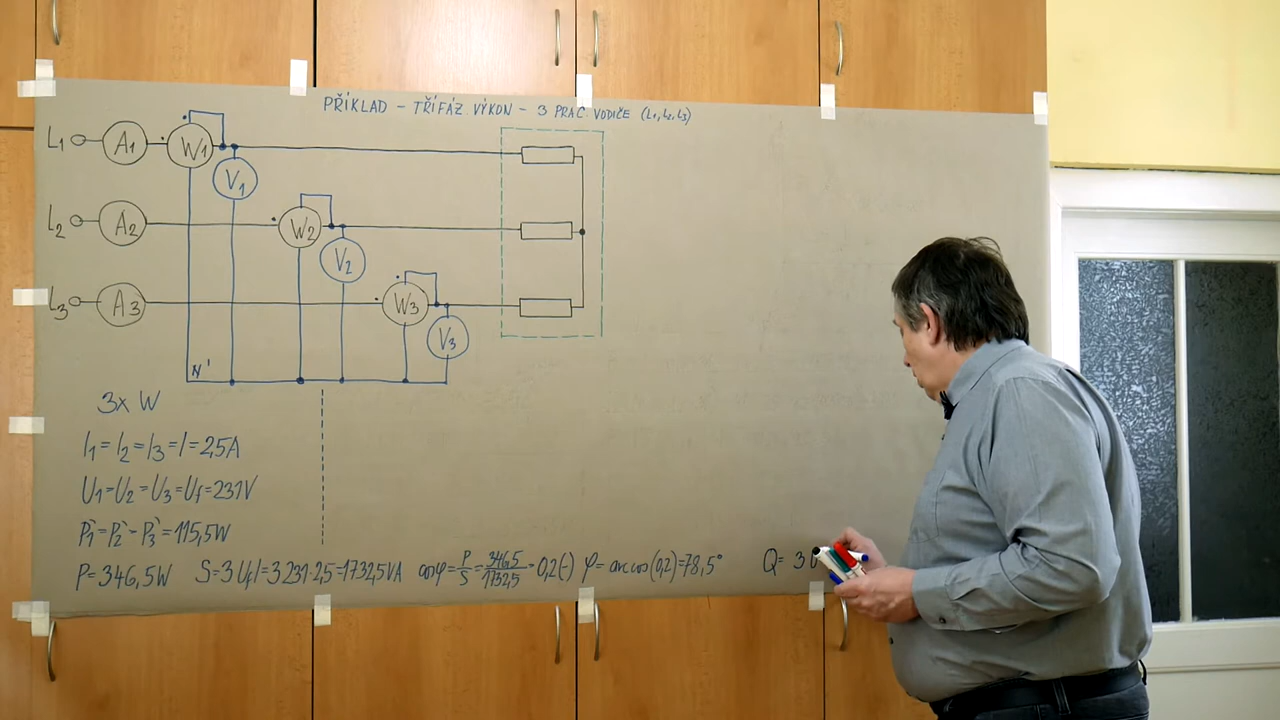 PŘÍKLAD - TŘÍFÁZ. VÝKON - 3 PRAC. VODIČE (L1, L2, L3)
L1 A1 W1
V1
L2 A2 W2
V2
L3 A3 W3
V3
N'
3x W
I1 = I2 = I3 = I = 2,5A
U1 = U2 = U3 = Uf = 231V
P1' = P2' = P3' = 115,5W
P = 346,5W S = 3 Uf I = 3·231·2,5 = 1732,5VA cosφ = P/S = 346,5/1732,5 = 0,2(-) φ = arc cos(0,2) = 78,5° Q = 3 U